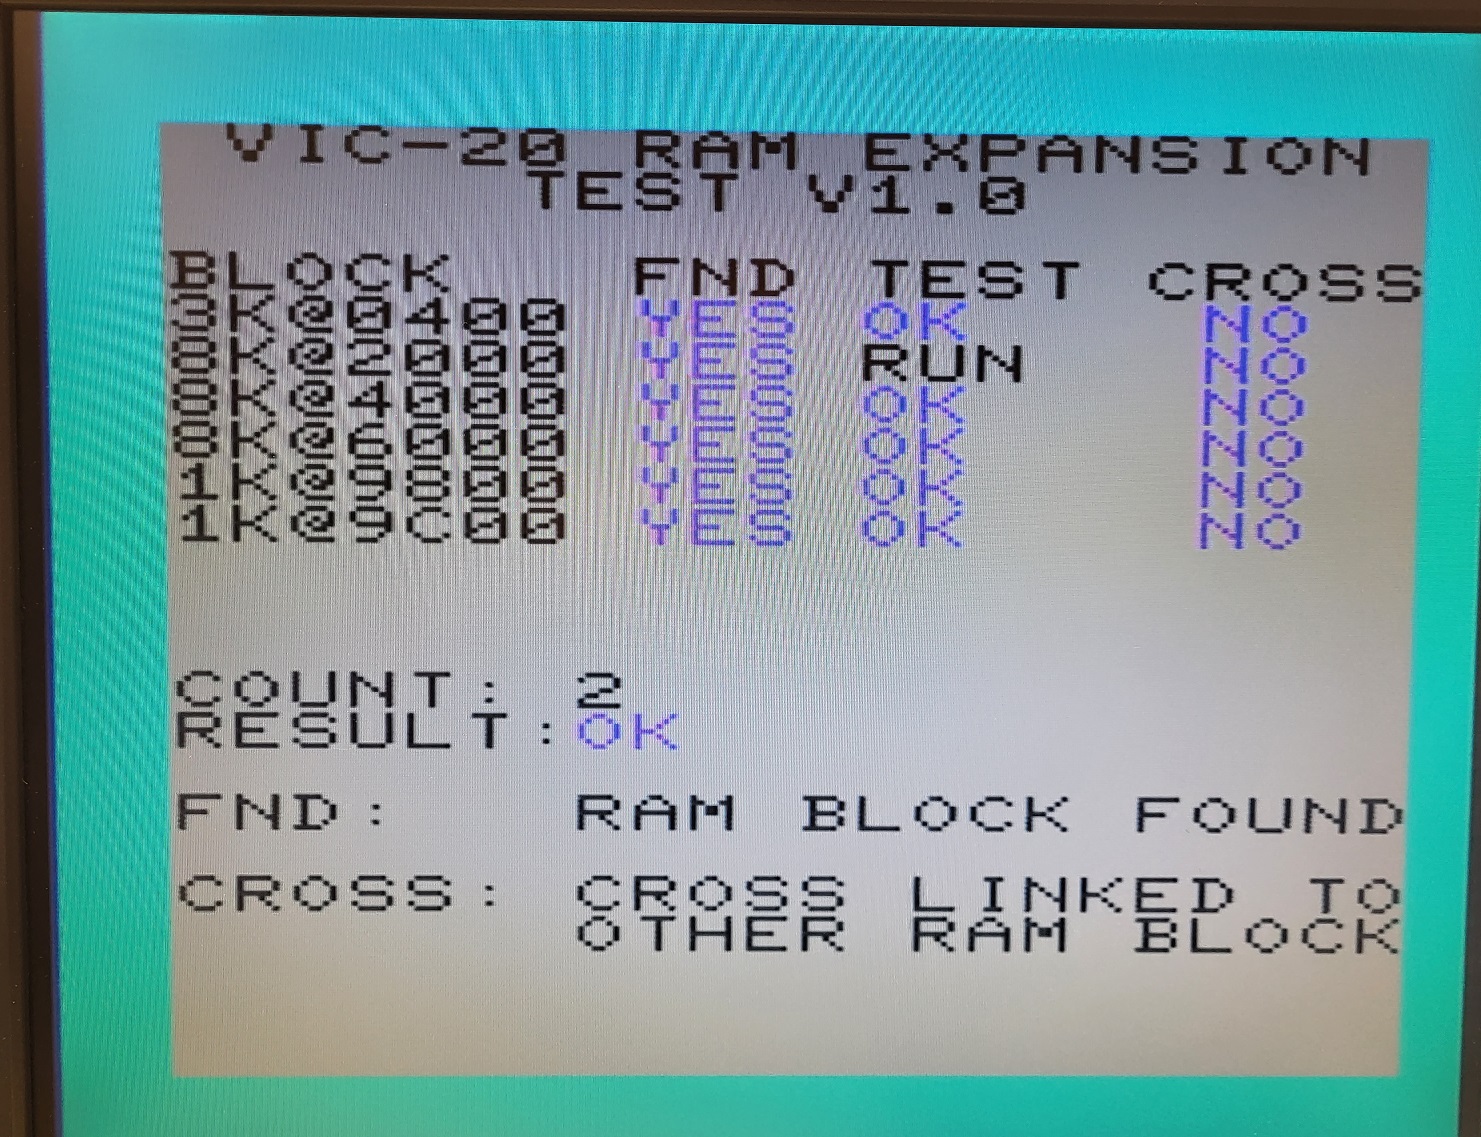 VIC-20 RAM EXPANSION
TEST V1.0
BLOCK FND TEST CROSS
3K@0400 YES OK NO
8K@2000 YES RUN NO
8K@4000 YES OK NO
8K@6000 YES OK NO
1K@9800 YES OK NO
1K@9C00 YES OK NO
COUNT: 2
RESULT:OK
FND: RAM BLOCK FOUND
CROSS: CROSS LINKED TO
OTHER RAM BLOCK